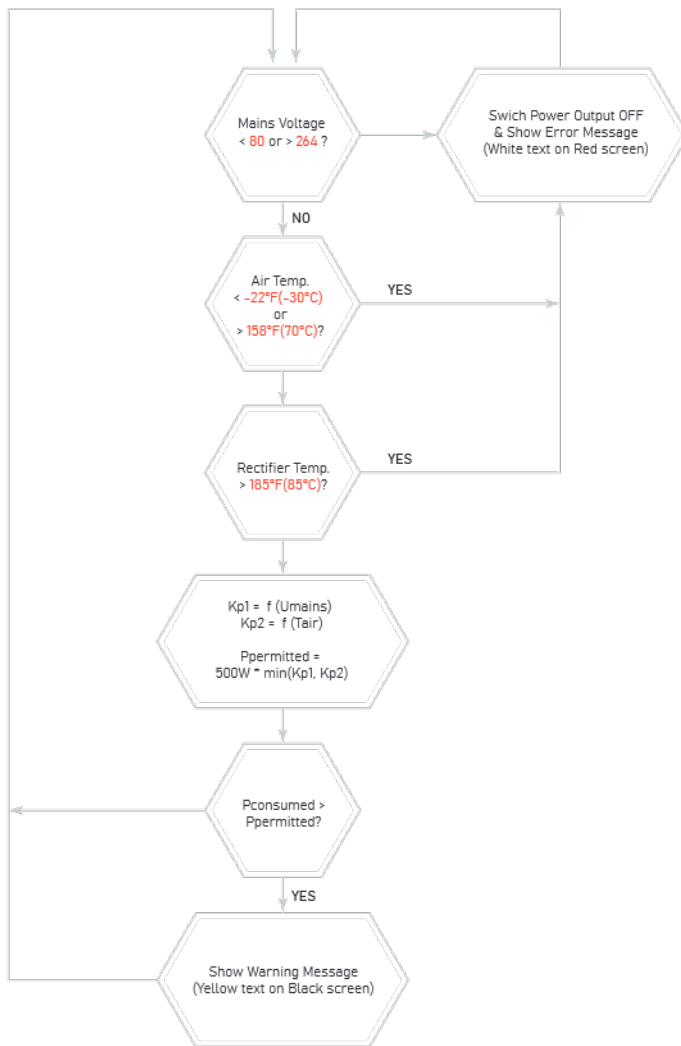 Mains Voltage
< 80 or > 264 ?
Swich Power Output OFF
& Show Error Message
(White text on Red screen)
NO
Air Temp.
< -22°F(-30°C)
or
> 158°F(70°C)?
YES
Rectifier Temp.
> 185°F(85°C)?
YES
Kp1 = f (Umains)
Kp2 = f (Tair)
Ppermitted =
500W * min(Kp1, Kp2)
Pconsumed >
Ppermitted?
YES
Show Warning Message
(Yellow text on Black screen)